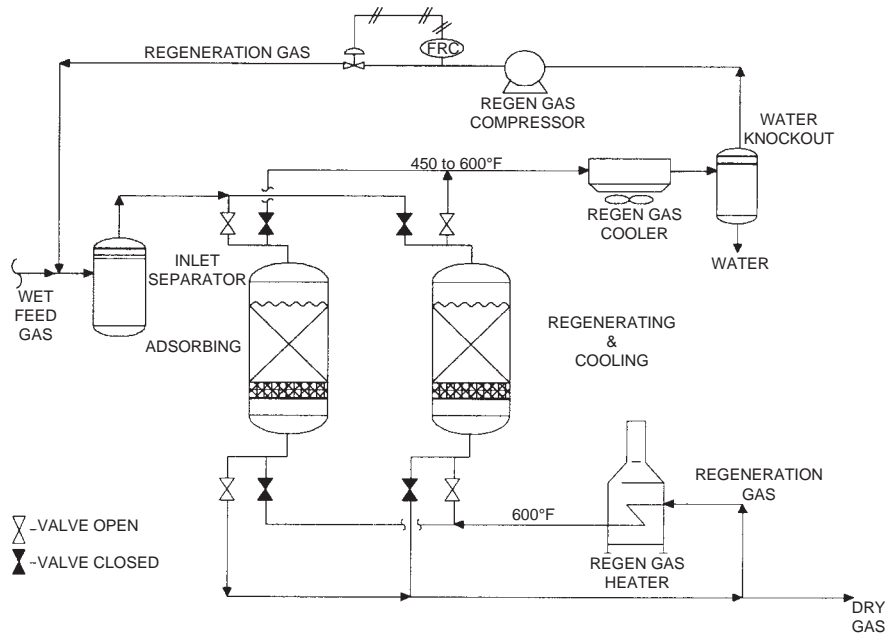 FRC
REGENERATION GAS
REGEN GAS
COMPRESSOR
WATER
KNOCKOUT
450 to 600°F
REGEN GAS
COOLER
WATER
INLET
SEPARATOR
WET
FEED
GAS
ADSORBING
REGENERATING
&
COOLING
REGENERATION
GAS
600°F
REGEN GAS
HEATER
VALVE OPEN
VALVE CLOSED
DRY
GAS